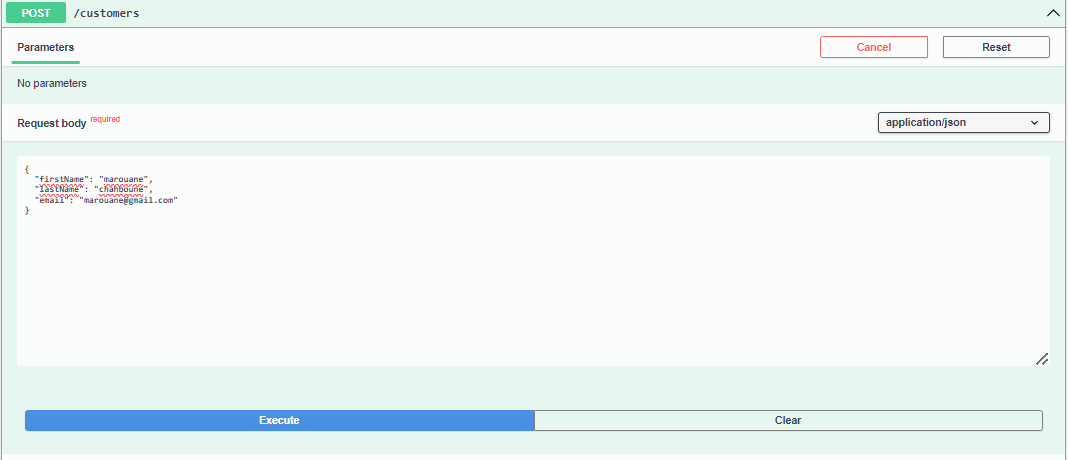 POST /customers
Parameters
Cancel
Reset
No parameters
Request body required
application/json
{
"firstName": "marouane",
"lastName": "chahboune",
"email": "marouane@gmail.com"
}
Execute
Clear